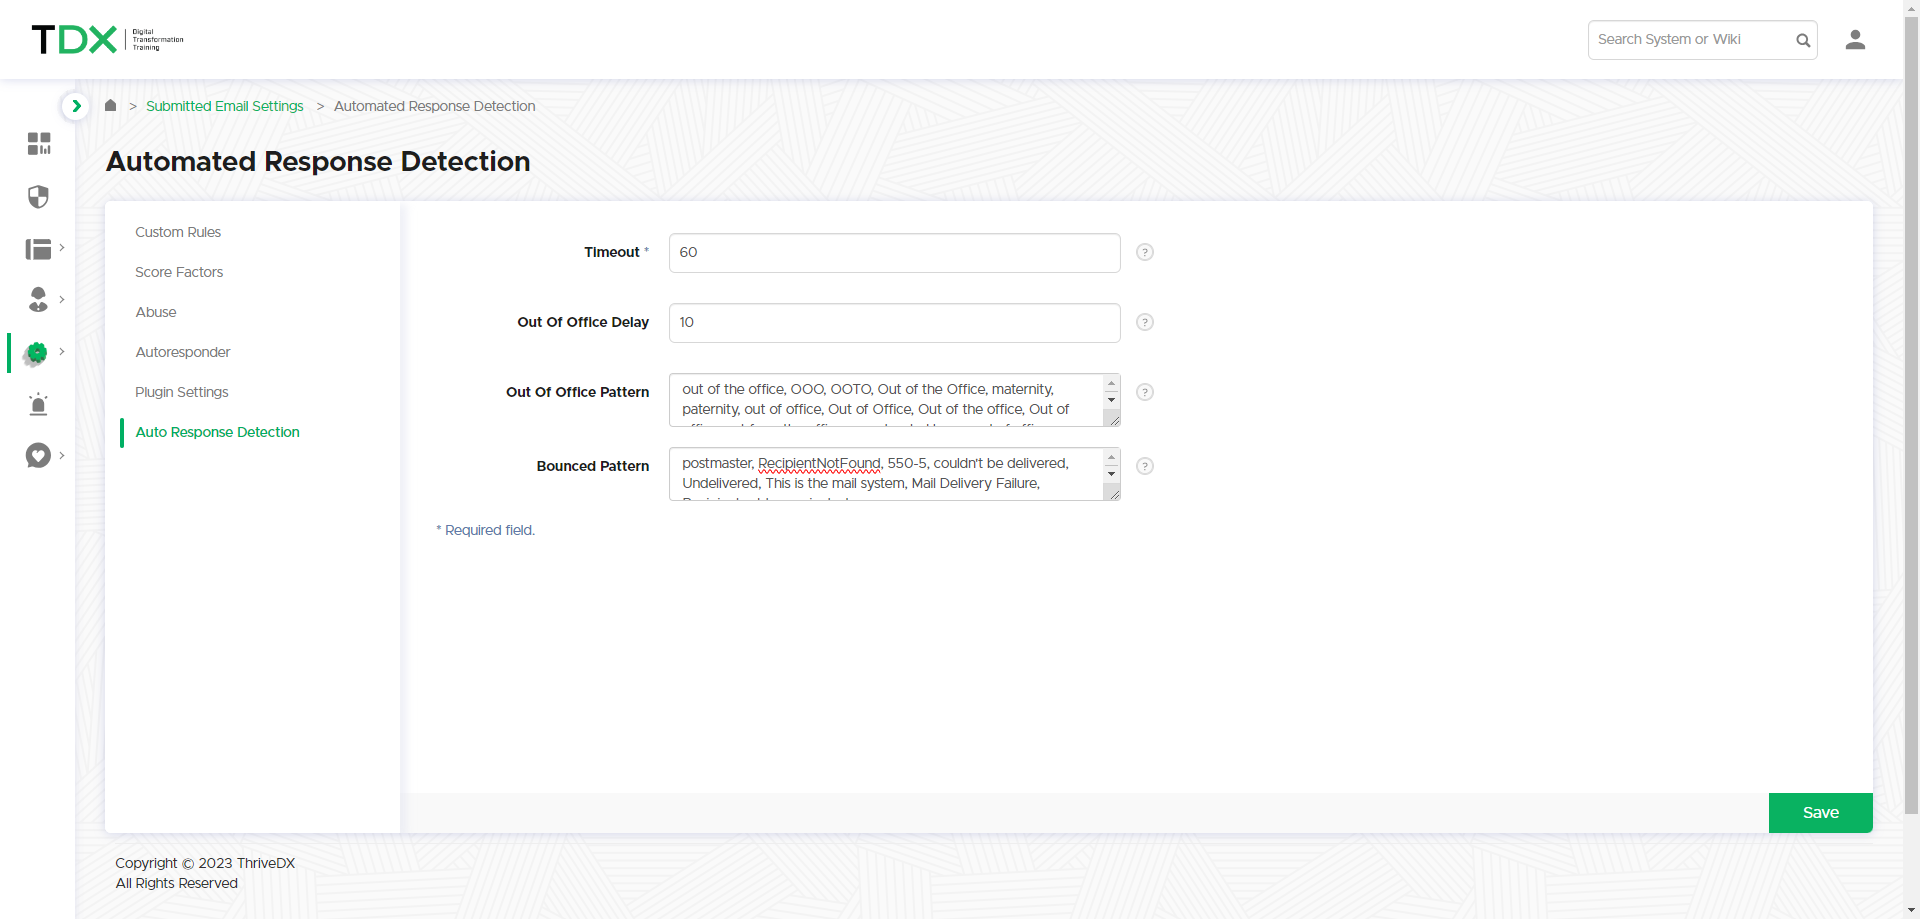 TDX
Digital
Transformation
Training
Search System or Wiki
> Submitted Email Settings > Automated Response Detection
Automated Response Detection
Custom Rules
Score Factors
Abuse
Autoresponder
Plugin Settings
Auto Response Detection
Timeout *
60
?
Out Of Office Delay
10
?
Out Of Office Pattern
out of the office, OOO, OOTO, Out of the Office, maternity,
paternity, out of office, Out of Office, Out of the office, Out of
?
Bounced Pattern
postmaster, RecipientNotFound, 550-5, couldn't be delivered,
Undelivered, This is the mail system, Mail Delivery Failure,
?
* Required field.
Save
Copyright © 2023 ThriveDX
All Rights Reserved